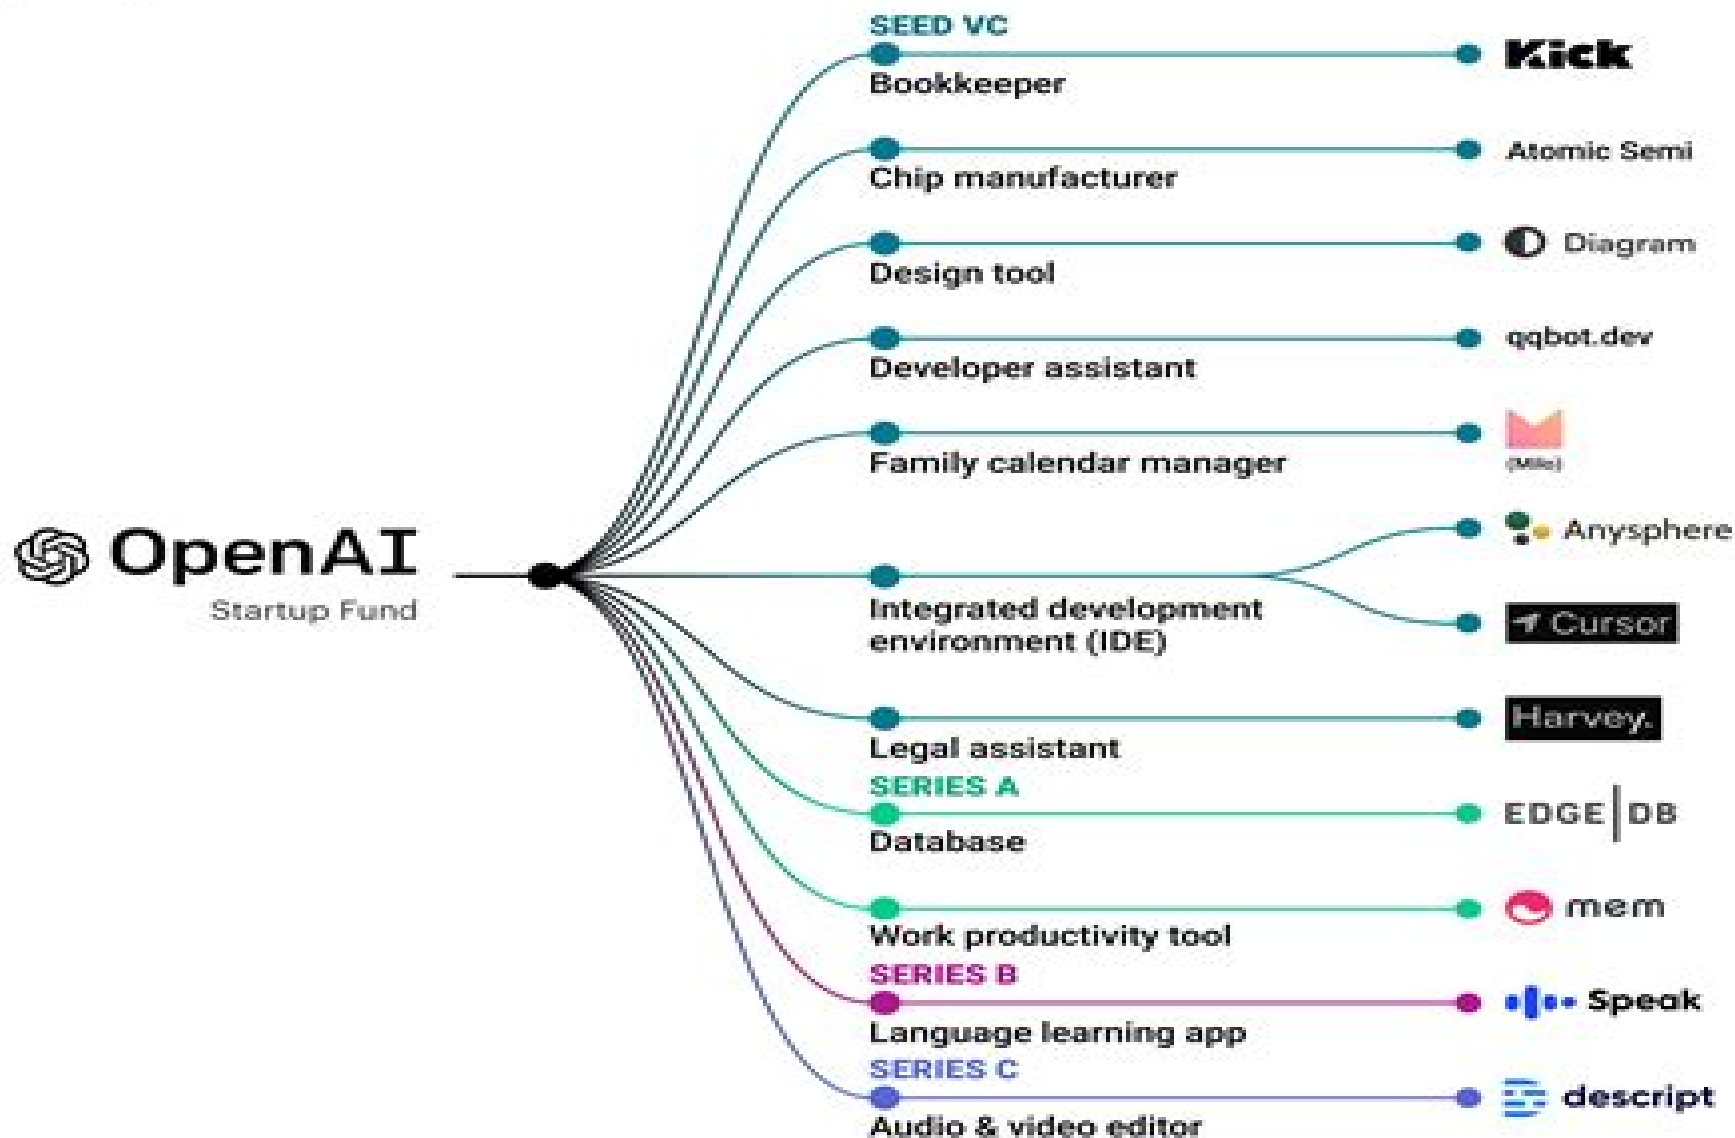 SEED VC
Kick
Bookkeeper
Atomic Semi
Chip manufacturer
Diagram
Design tool
qqbot.dev
Developer assistant
Family calendar manager
(Milo)
OpenAI
Startup Fund
Anysphere
Integrated development
environment (IDE)
Cursor
Harvey.
Legal assistant
SERIES A
EDGE|DB
Database
mem
Work productivity tool
SERIES B
Speak
Language learning app
SERIES C
descript
Audio & video editor